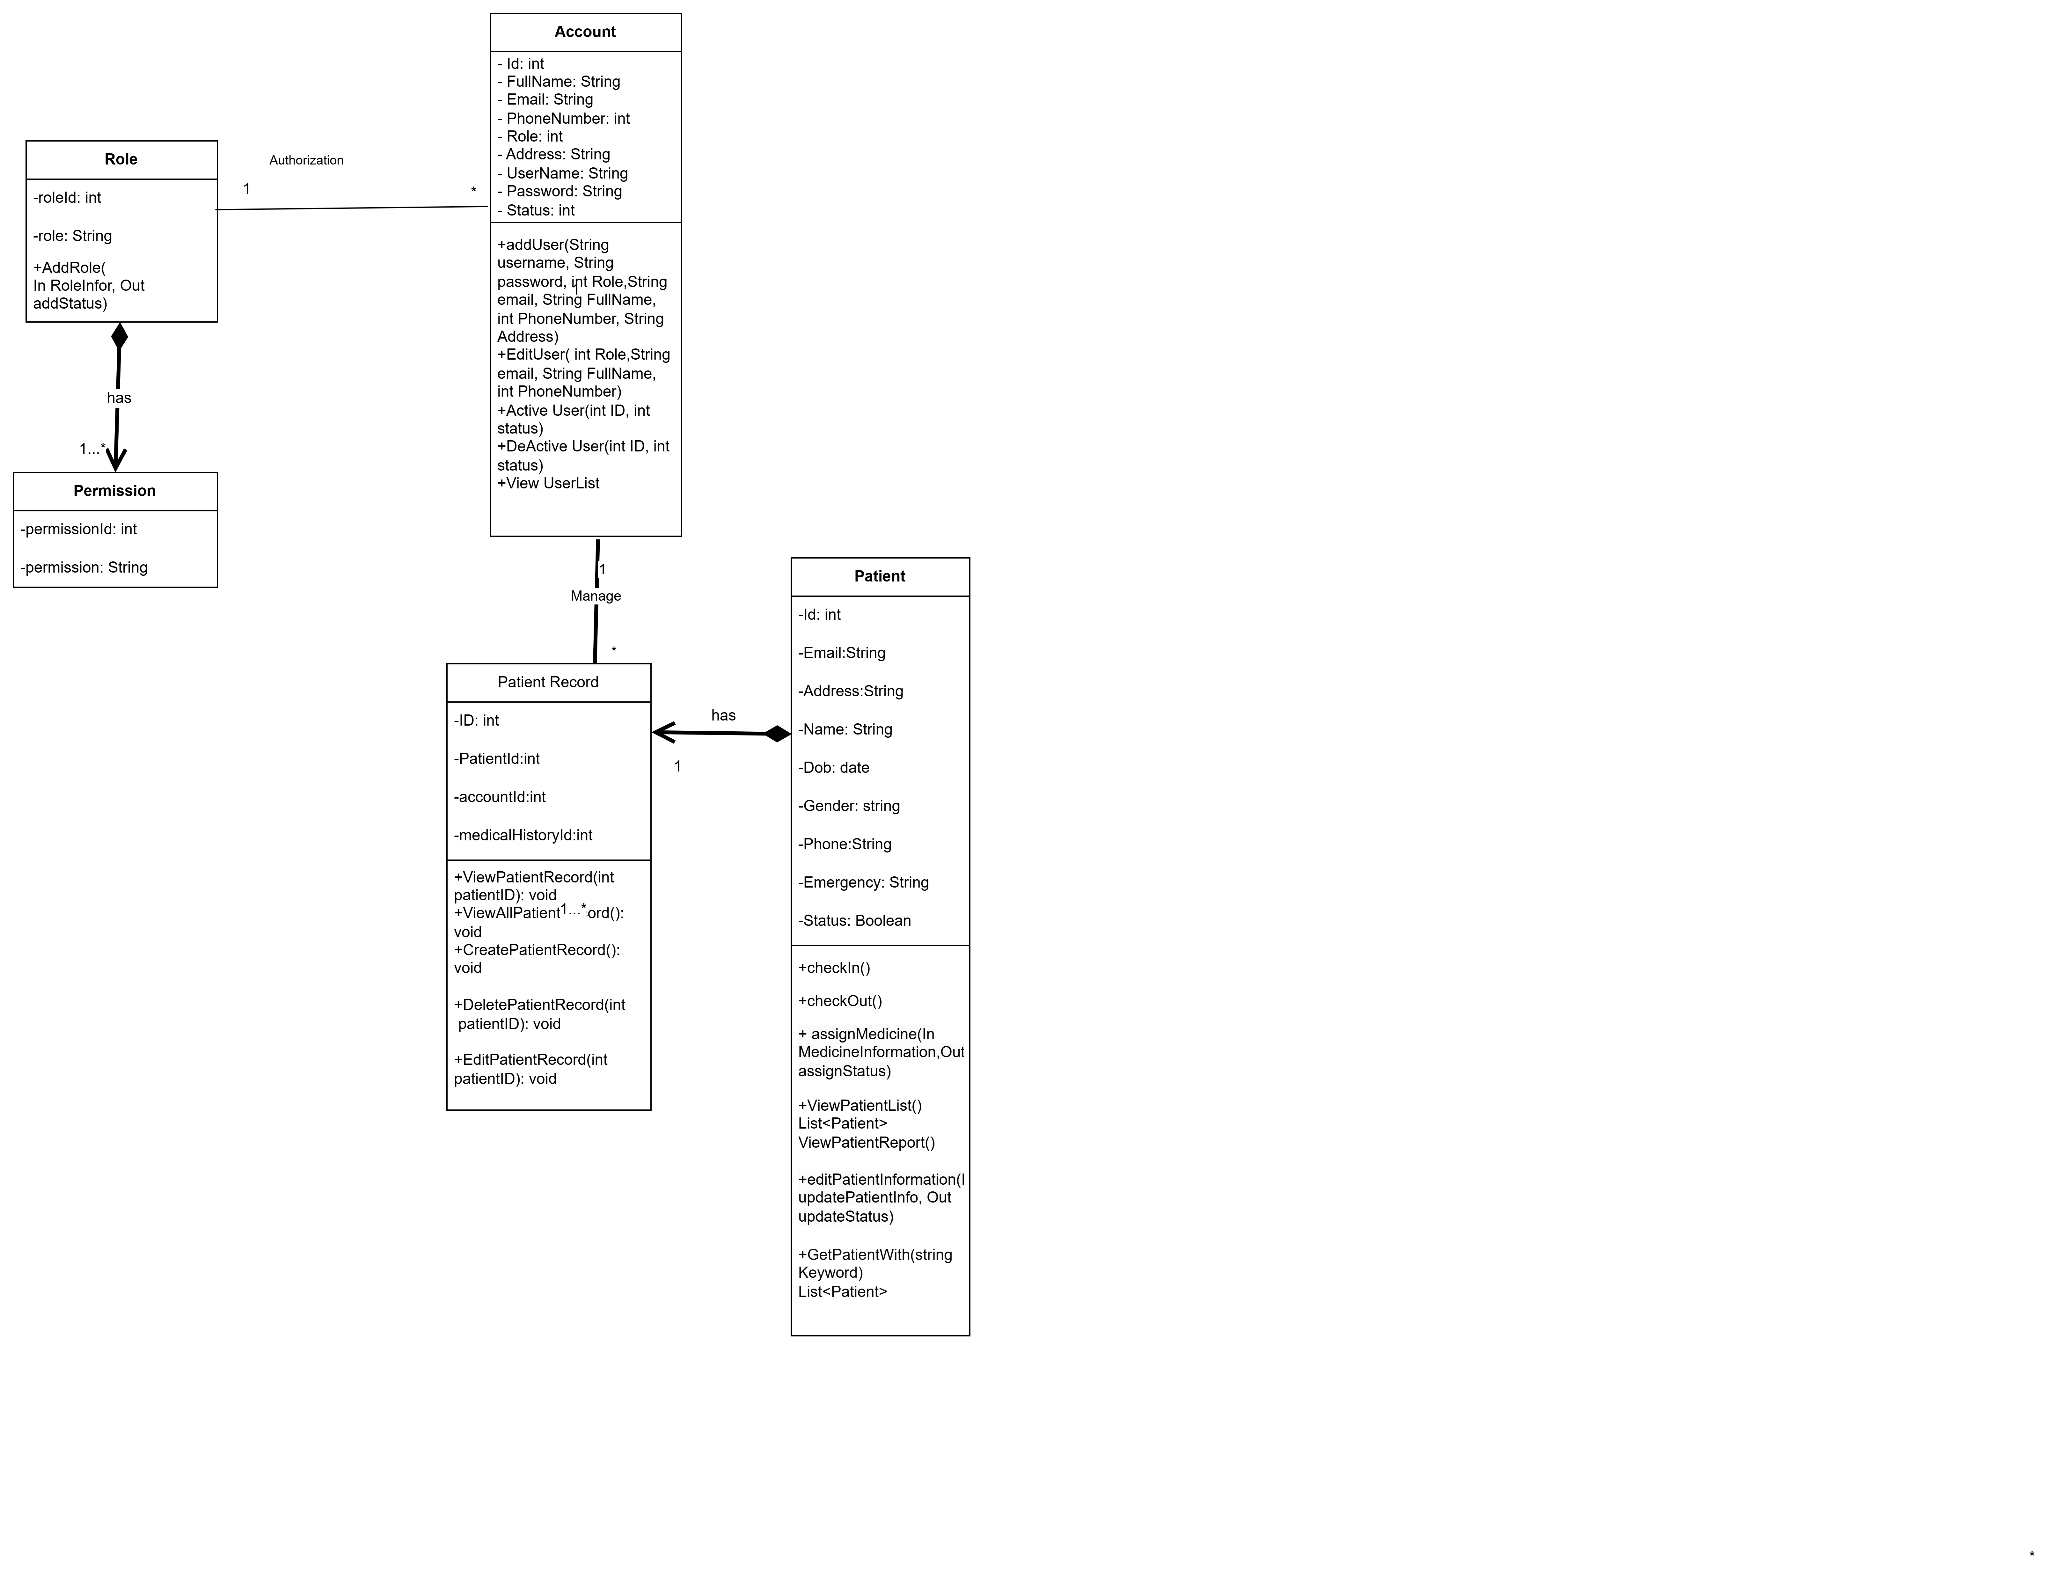 Account
- Id: int
- FullName: String
- Email: String
- PhoneNumber: int
- Role: int
- Address: String
- UserName: String
- Password: String
- Status: int
+addUser(String
username, String
password, int Role,String
email, String FullName,
int PhoneNumber, String
Address)
+EditUser( int Role,String
email, String FullName,
int PhoneNumber)
+Active User(int ID, int
status)
+DeActive User(int ID, int
status)
+View UserList
Role
-roleId: int
-role: String
+AddRole(
In RoleInfor, Out
addStatus)
Authorization
1
*
has
1...*
Permission
-permissionId: int
-permission: String
1
Manage
*
Patient Record
-ID: int
-PatientId:int
-accountId:int
-medicalHistoryId:int
+ViewPatientRecord(int
patientID): void
+ViewAllPatient ord():
1...*
void
+CreatePatientRecord():
void
+DeletePatientRecord(int
patientID): void
+EditPatientRecord(int
patientID): void
has
1
Patient
-Id: int
-Email:String
-Address:String
-Name: String
-Dob: date
-Gender: string
-Phone:String
-Emergency: String
-Status: Boolean
+checkIn()
+checkOut()
+ assignMedicine(In
MedicineInformation,Out
assignStatus)
+ViewPatientList()
List<Patient>
ViewPatientReport()
+editPatientInformation(I
updatePatientInfo, Out
updateStatus)
+GetPatientWith(string
Keyword)
List<Patient>
*